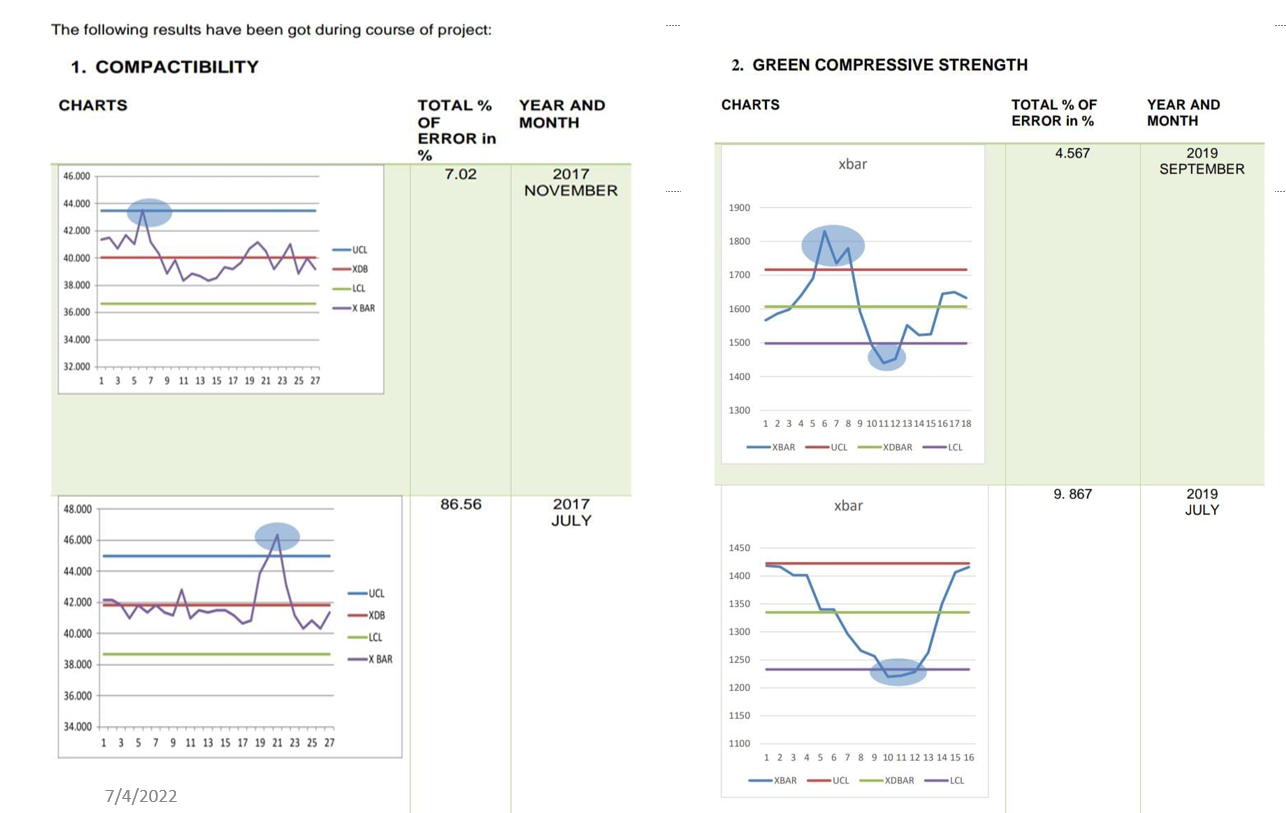 The following results have been got during course of project:
1. COMPACTIBILITY
CHARTS
TOTAL %
OF
ERROR in
%
YEAR AND
MONTH
7.02
2017
NOVEMBER
46.000
44.000
42.000
40.000
38.000
36.000
34.000
32.000
1 3 5 7 9 11 13 15 17 19 21 23 25 27
UCL
XDB
LCL
X BAR
86.56
2017
JULY
48.000
46.000
44.000
42.000
40.000
38.000
36.000
34.000
1 3 5 7 9 11 13 15 17 19 21 23 25 27
UCL
XDB
LCL
X BAR
7/4/2022
2. GREEN COMPRESSIVE STRENGTH
CHARTS
TOTAL % OF
ERROR in %
YEAR AND
MONTH
4.567
2019
SEPTEMBER
xbar
1900
1800
1700
1600
1500
1400
1300
1 2 3 4 5 6 7 8 9 10 11 12 13 14 15 16 17 18
XBAR UCL XDBAR LCL
9. 867
2019
JULY
xbar
1450
1400
1350
1300
1250
1200
1150
1100
1 2 3 4 5 6 7 8 9 10 11 12 13 14 15 16
XBAR UCL XDBAR LCL